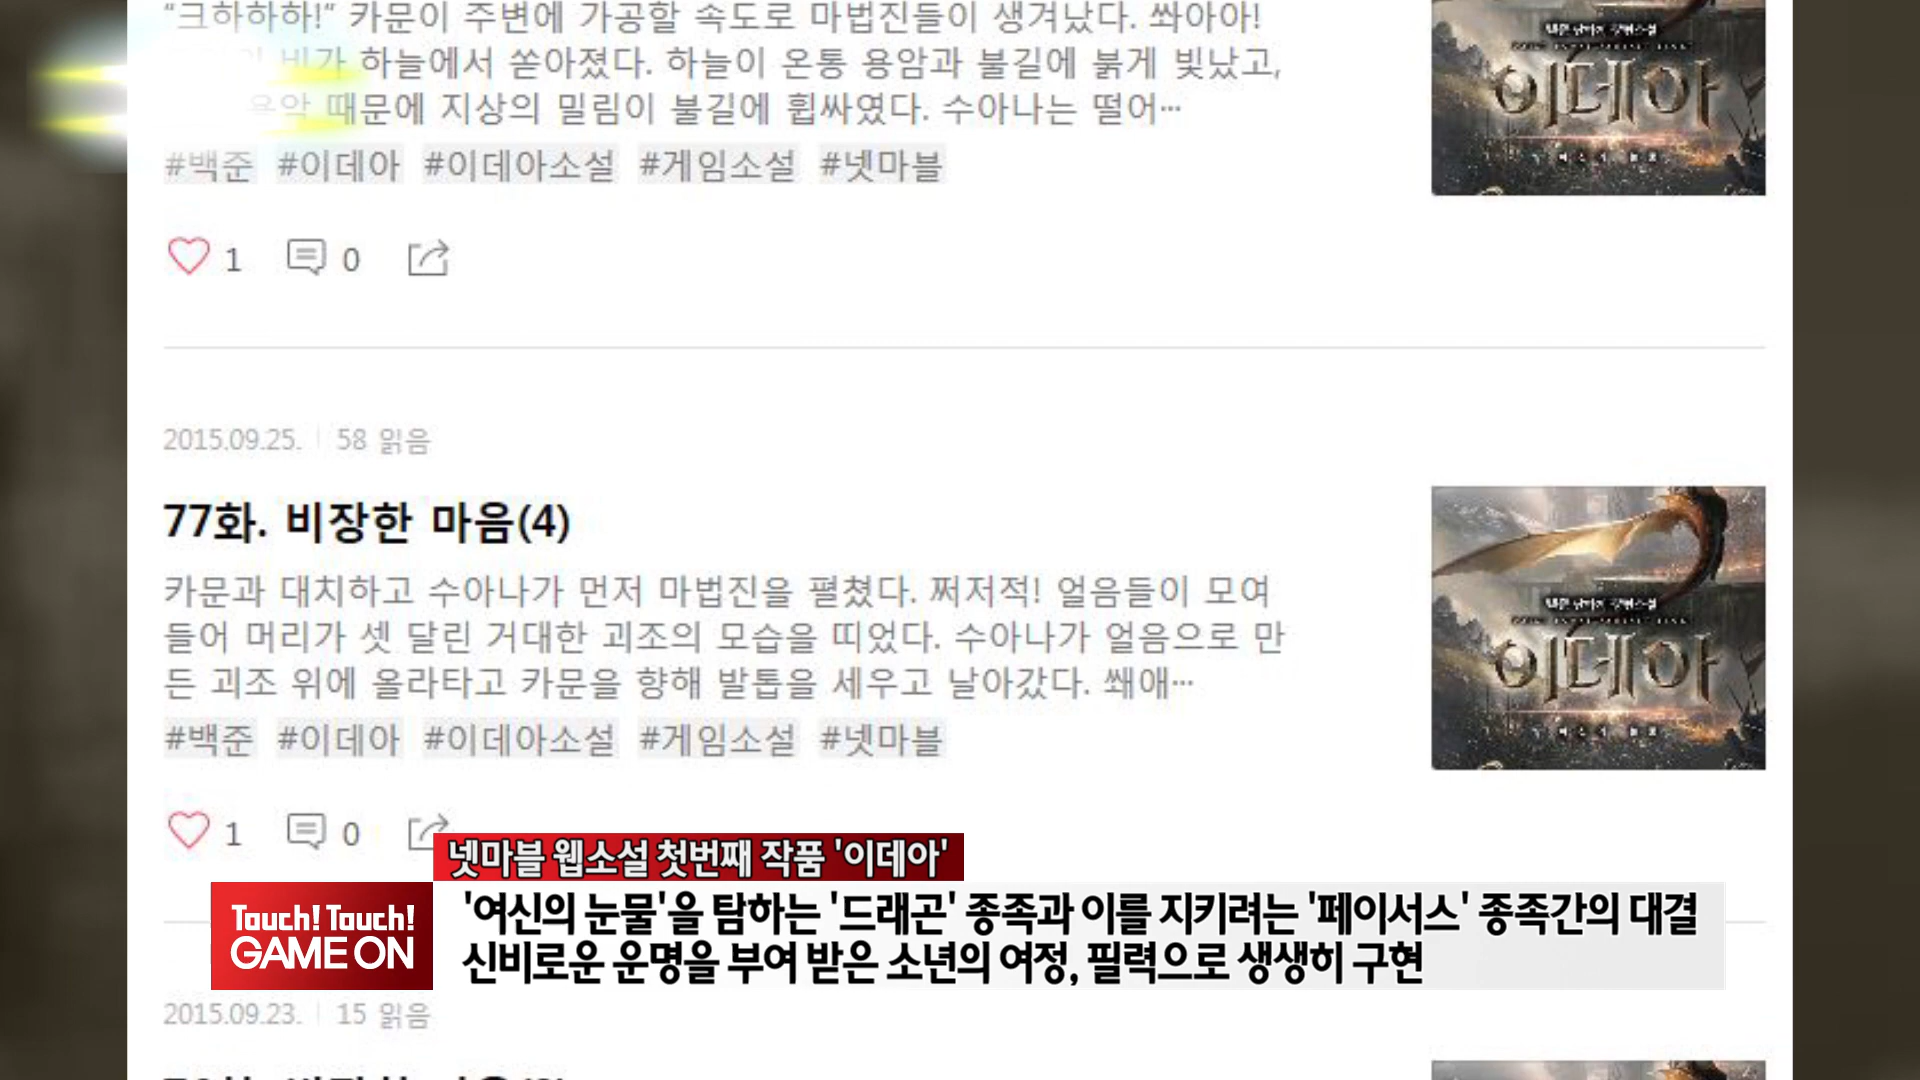 "크하하하!" 카문이 주변에 가공할 속도로 마법진들이 생겨났다. 쏴아아!
비가 하늘에서 쏟아졌다. 하늘이 온통 용암과 불길에 붉게 빛났고,
용암 때문에 지상의 밀림이 불길에 휩싸였다. 수아나는 떨어…
#백준 #이데아 #이데아소설 #게임소설 #넷마블
이데아
1 0
2015.09.25. 58 읽음
77화. 비장한 마음(4)
카문과 대치하고 수아나가 먼저 마법진을 펼쳤다. 쩌저적! 얼음들이 모여
들어 머리가 셋 달린 거대한 괴조의 모습을 띠었다. 수아나가 얼음으로 만
든 괴조 위에 올라타고 카문을 향해 발톱을 세우고 날아갔다. 쐐애…
#백준 #이데아 #이데아소설 #게임소설 #넷마블
이데아
1 0
넷마블 웹소설 첫번째 작품 '이데아'
Touch! Touch!
GAME ON
'여신의 눈물'을 탐하는 '드래곤' 종족과 이를 지키려는 '페이서스' 종족간의 대결
신비로운 운명을 부여 받은 소년의 여정, 필력으로 생생히 구현
2015.09.23. 15 읽음